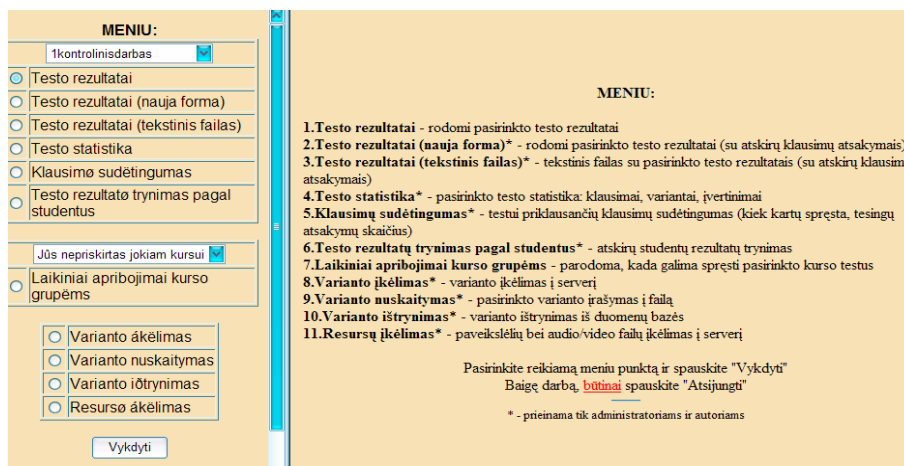 MENIU:
1kontrolinisdarbas
Testo rezultatai
Testo rezultatai (nauja forma)
Testo rezultatai (tekstinis failas)
Testo statistika
Klausimø sudëtingumas
Testo rezultatø trynimas pagal
studentus
Jûs nepriskirtas jokiam kursui
Laikiniai apribojimai kurso
grupëms
Varianto ákëlimas
Varianto nuskaitymas
Varianto iðtrynimas
Resursø ákëlimas
Vykdyti
MENIU:
1.Testo rezultatai - rodomi pasirinkto testo rezultatai
2.Testo rezultatai (nauja forma)* - rodomi pasirinkto testo rezultatai (su atskirų klausimų atsakymais)
3.Testo rezultatai (tekstinis failas)* - tekstinis failas su pasirinkto testo rezultatais (su atskirų klausim
atsakymais)
4.Testo statistika* - pasirinkto testo statistika: klausimai, variantai, įvertinimai
5.Klausimų sudėtingumas* - testui priklausančių klausimų sudėtingumas (kiek kartų spręsta, tesingų
atsakymų skaičius)
6.Testo rezultatų trynimas pagal studentus* - atskirų studentų rezultatų trynimas
7.Laikiniai apribojimai kurso grupėms - parodoma, kada galima spręsti pasirinkto kurso testus
8.Varianto įkėlimas* - varianto įkėlimas į serverį
9.Varianto nuskaitymas* - pasirinkto varianto įrašymas į failą
10.Varianto ištrynimas* - varianto ištrynimas iš duomenų bazės
11.Resursų įkėlimas* - paveikslėlių bei audio/video failų įkėlimas į serverį
Pasirinkite reikiamą meniu punktą ir spauskite "Vykdyti"
Baigę darbą, būtinai spauskite "Atsijungti"
* - prieinama tik administratoriams ir autoriams